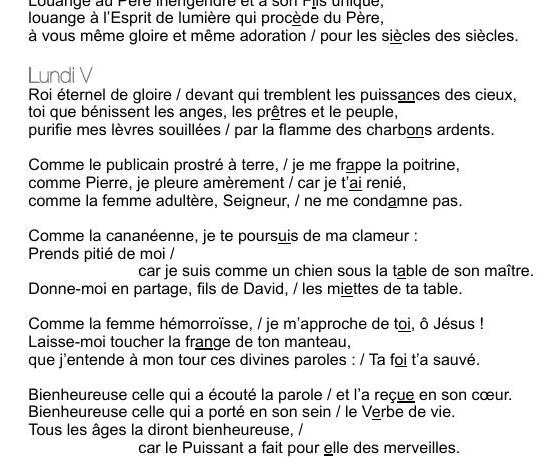 Louange au Père inengendré et à son Fils unique,
louange à l’Esprit de lumière qui procède du Père,
à vous même gloire et même adoration / pour les siècles des siècles.
Lundi V
Roi éternel de gloire / devant qui tremblent les puissances des cieux,
toi que bénissent les anges, les prêtres et le peuple,
purifie mes lèvres souillées / par la flamme des charbons ardents.
Comme le publicain prostré à terre, / je me frappe la poitrine,
comme Pierre, je pleure amèrement / car je t’ai renié,
comme la femme adultère, Seigneur, / ne me condamne pas.
Comme la cananéenne, je te poursuis de ma clameur :
Prends pitié de moi /
car je suis comme un chien sous la table de son maître.
Donne-moi en partage, fils de David, / les miettes de ta table.
Comme la femme hémorroïsse, / je m’approche de toi, ô Jésus !
Laisse-moi toucher la frange de ton manteau,
que j’entende à mon tour ces divines paroles : / Ta foi t’a sauvé.
Bienheureuse celle qui a écouté la parole / et l’a reçue en son cœur.
Bienheureuse celle qui a porté en son sein / le Verbe de vie.
Tous les âges la diront bienheureuse, /
car le Puissant a fait pour elle des merveilles.